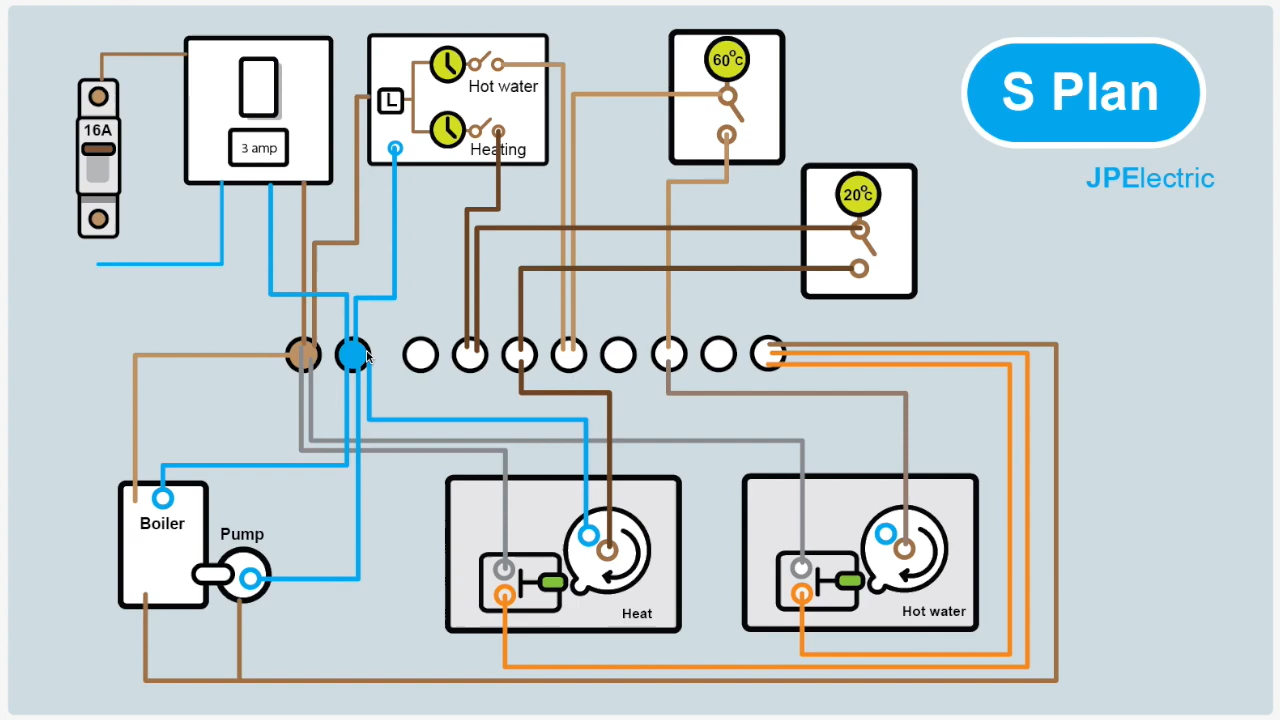 16A
3 amp
L
Hot water
Heating
60°C
20°C
S Plan
JPElectric
Boiler
Pump
Heat
Hot water